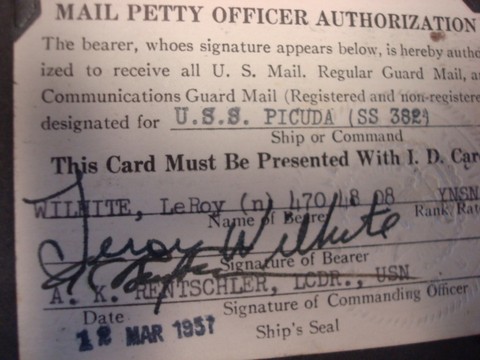 MAIL PETTY OFFICER AUTHORIZATION
The bearer, whoes signature appears below, is hereby autho
ized to receive all U. S. Mail. Regular Guard Mail, a
Communications Guard Mail (Registered and non-registere
designated for U.S.S. PICUDA (SS 382)
Ship or Command
This Card Must Be Presented With I. D. Car
WILHITE, LeRoy (n) 470 48 08 YNSN
Name of Bearer Rank/Rat
Leroy Wilhite
Signature of Bearer
A. K. RENTSCHLER, LCDR., USN
Date Signature of Commanding Officer
12 MAR 1957
Ship's Seal